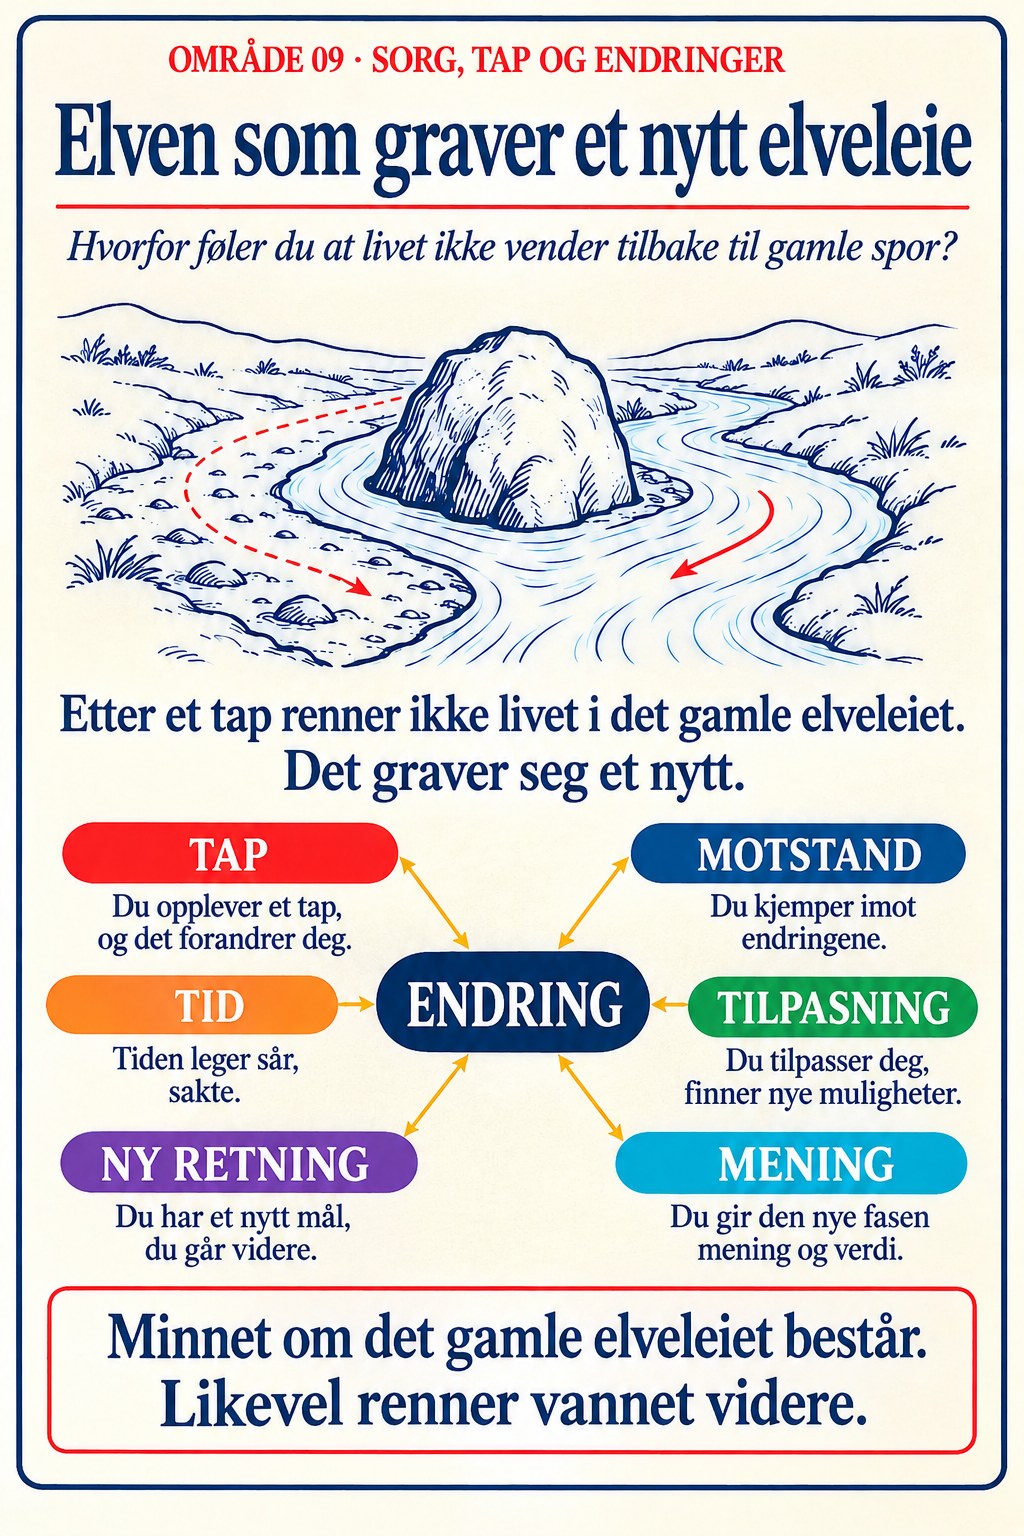 OMRÅDE 09 · SORG, TAP OG ENDRINGER
Elven som graver et nytt elveleie
Hvorfor føler du at livet ikke vender tilbake til gamle spor?
Etter et tap renner ikke livet i det gamle elveleiet.
Det graver seg et nytt.
TAP
Du opplever et tap,
og det forandrer deg.
MOTSTAND
Du kjemper imot
endringene.
TID
Tiden leger sår,
sakte.
ENDRING
TILPASNING
Du tilpasser deg,
finner nye muligheter.
NY RETNING
Du har et nytt mål,
du går videre.
MENING
Du gir den nye fasen
mening og verdi.
Minnet om det gamle elveleiet består.
Likevel renner vannet videre.